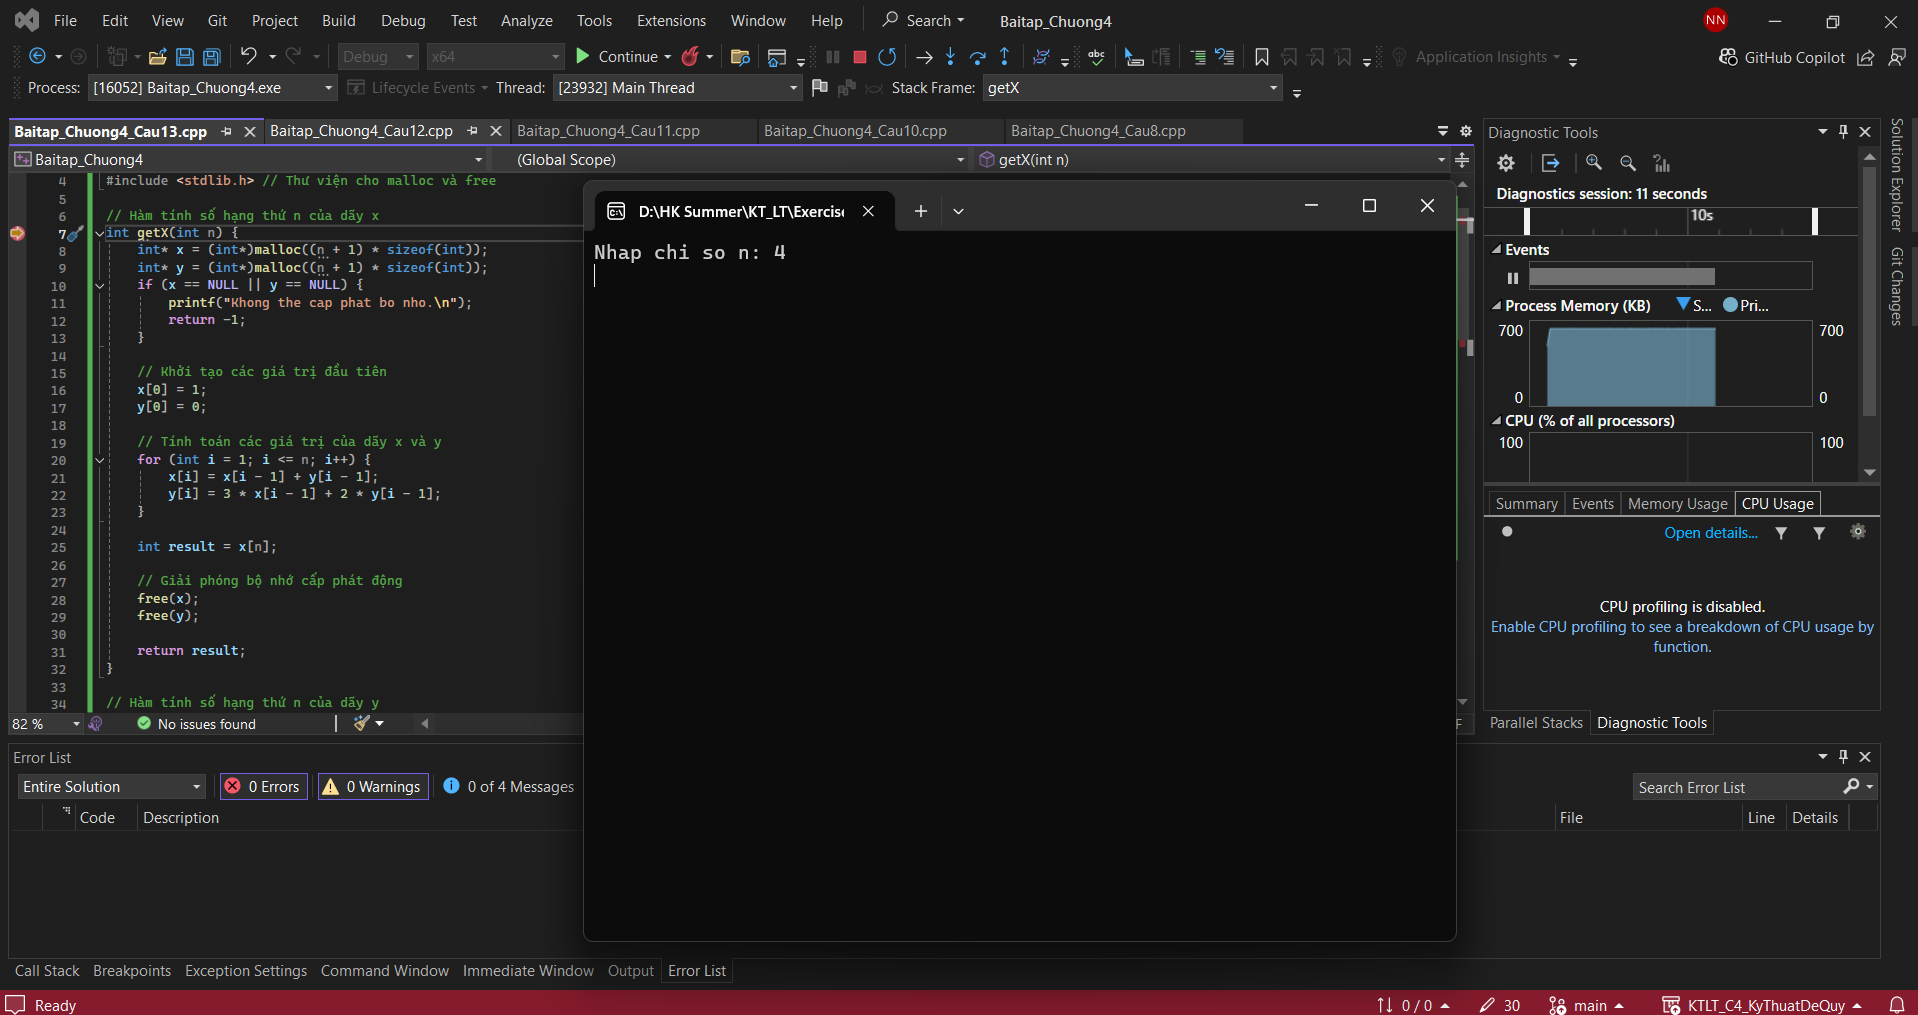 File Edit View Git Project Build Debug Test Analyze Tools Extensions Window Help Search Baitap_Chuong4 NN
Debug x64 Continue Application Insights GitHub Copilot
Process: [16052] Baitap_Chuong4.exe Lifecycle Events Thread: [23932] Main Thread Stack Frame: getX
Baitap_Chuong4_Cau13.cpp Baitap_Chuong4_Cau12.cpp Baitap_Chuong4_Cau11.cpp Baitap_Chuong4_Cau10.cpp Baitap_Chuong4_Cau8.cpp
Baitap_Chuong4 (Global Scope) getX(int n)
4 #include <stdlib.h> // Thư viện cho malloc và free
5
6 // Hàm tính số hạng thứ n của dãy x
7 int getX(int n) {
8 int* x = (int*)malloc((n + 1) * sizeof(int));
9 int* y = (int*)malloc((n + 1) * sizeof(int));
10 if (x == NULL || y == NULL) {
11 printf("Khong the cap phat bo nho.\n");
12 return -1;
13 }
14
15 // Khởi tạo các giá trị đầu tiên
16 x[0] = 1;
17 y[0] = 0;
18
19 // Tính toán các giá trị của dãy x và y
20 for (int i = 1; i <= n; i++) {
21 x[i] = x[i - 1] + y[i - 1];
22 y[i] = 3 * x[i - 1] + 2 * y[i - 1];
23 }
24
25 int result = x[n];
26
27 // Giải phóng bộ nhớ cấp phát động
28 free(x);
29 free(y);
30
31 return result;
32 }
33
34 // Hàm tính số hạng thứ n của dãy y
82 % No issues found
D:\HK Summer\KT_LT\Exercise
Nhap chi so n: 4
Diagnostic Tools
Diagnostics session: 11 seconds
10s
Events
Process Memory (KB) S... Pri...
700 700
0 0
CPU (% of all processors)
100 100
Summary Events Memory Usage CPU Usage
Open details...
CPU profiling is disabled.
Enable CPU profiling to see a breakdown of CPU usage by
function.
Parallel Stacks Diagnostic Tools
Solution Explorer
Git Changes
Error List
Entire Solution 0 Errors 0 Warnings 0 of 4 Messages Search Error List
Code Description File Line Details
Call Stack Breakpoints Exception Settings Command Window Immediate Window Output Error List
Ready 0 / 0 30 main KTLT_C4_KyThuatDeQuy